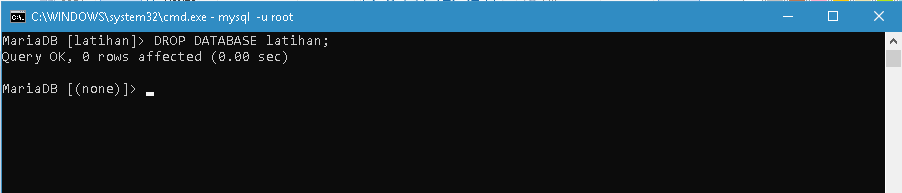 C:\WINDOWS\system32\cmd.exe - mysql -u root
MariaDB [latihan]> DROP DATABASE latihan;
Query OK, 0 rows affected (0.00 sec)
MariaDB [(none)]>